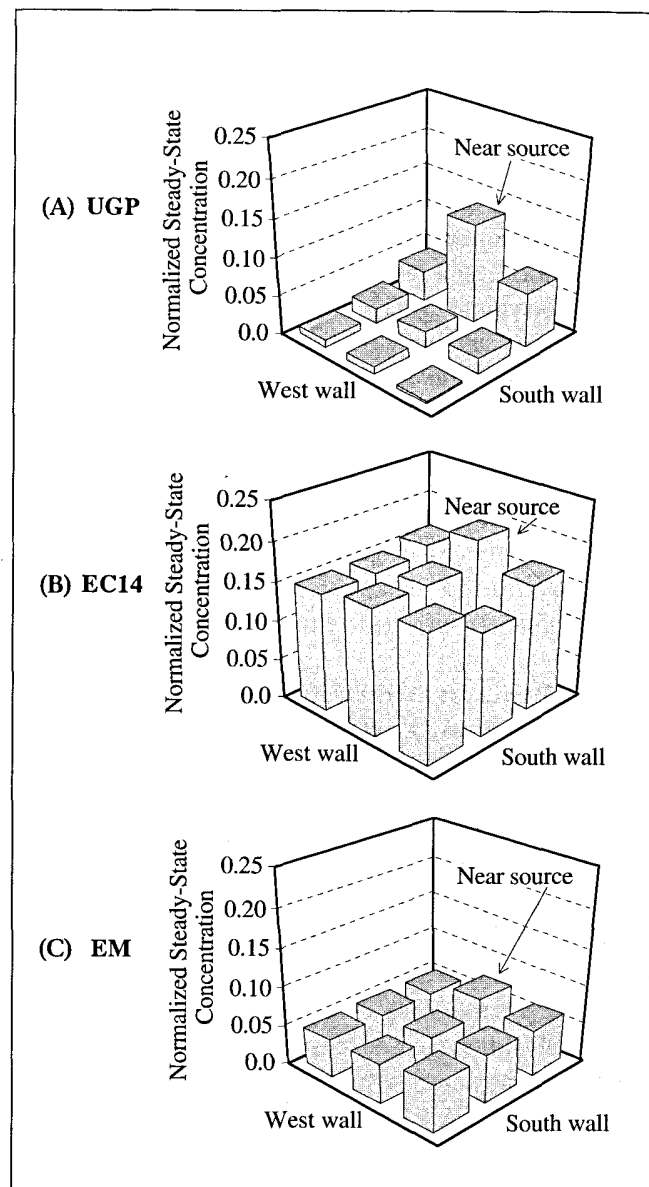 (A) UGP
Normalized Steady-State
Concentration
0.25
0.20
0.15
0.10
0.05
0.0
Near source
West wall
South wall
(B) EC14
Normalized Steady-State
Concentration
0.25
0.20
0.15
0.10
0.05
0.0
Near source
West wall
South wall
(C) EM
Normalized Steady-State
Concentration
0.25
0.20
0.15
0.10
0.05
0.0
Near source
West wall
South wall